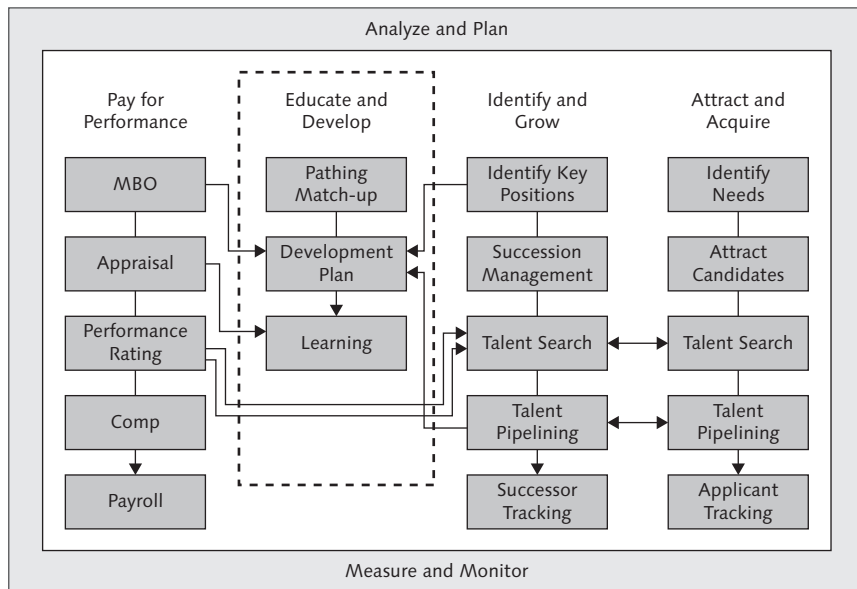 Analyze and Plan
Pay for
Performance
MBO
Appraisal
Performance
Rating
Comp
Payroll
Educate and
Develop
Pathing
Match-up
Development
Plan
Learning
Identify and
Grow
Identify Key
Positions
Succession
Management
Talent Search
Talent
Pipelining
Successor
Tracking
Attract and
Acquire
Identify
Needs
Attract
Candidates
Talent Search
Talent
Pipelining
Applicant
Tracking
Measure and Monitor